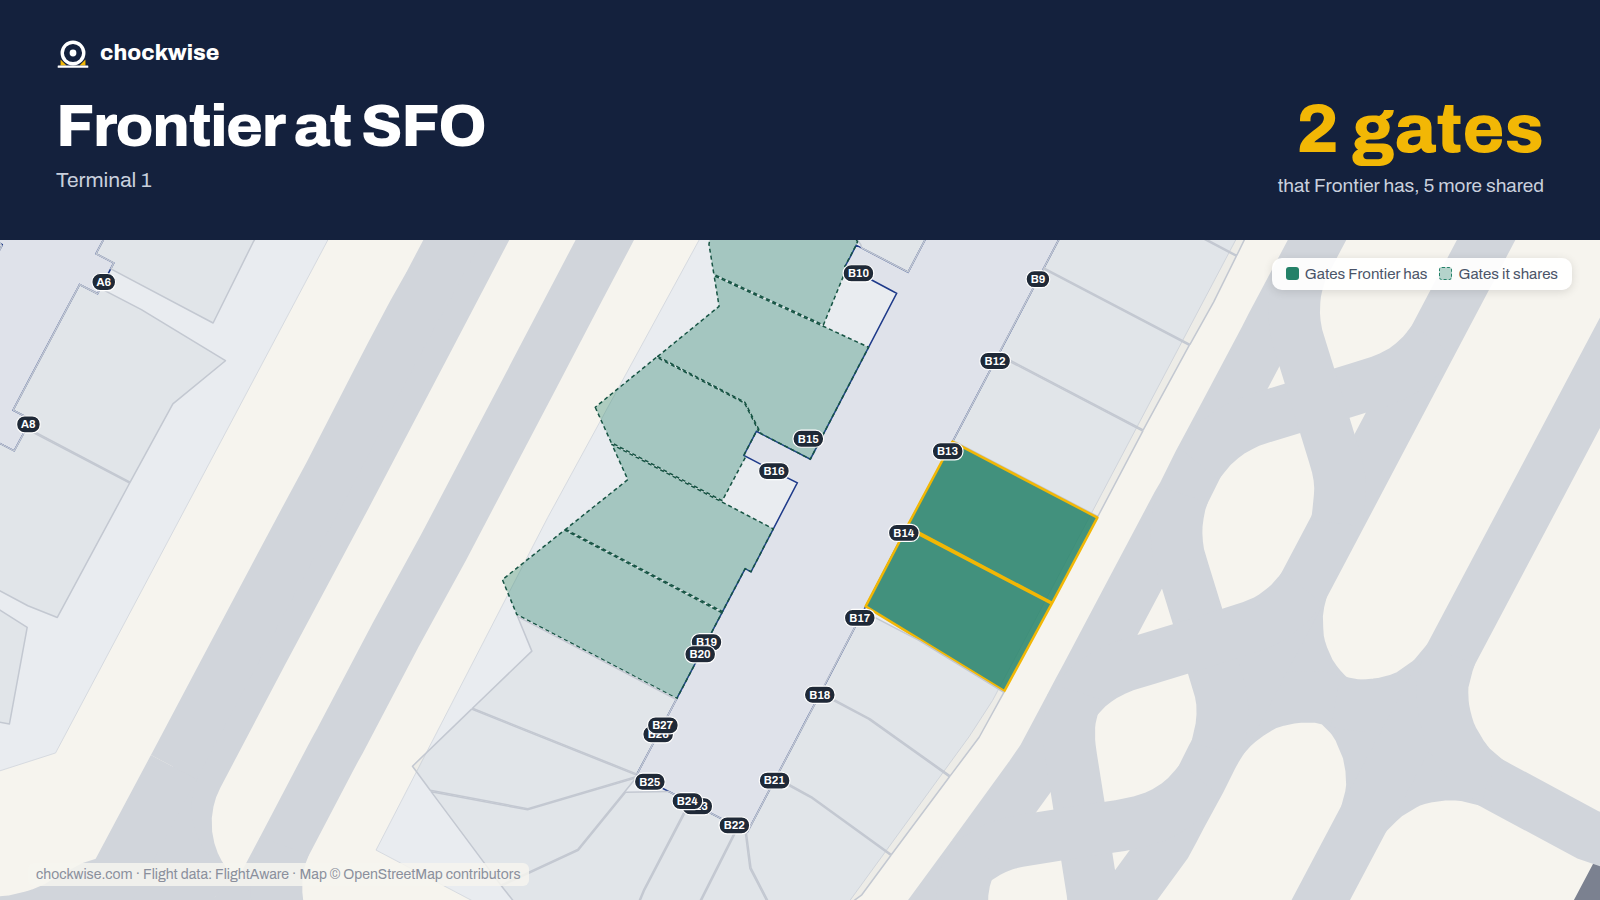 chockwise
Frontier at SFO
Terminal 1
2 gates
that Frontier has, 5 more shared
Gates Frontier has
Gates it shares
A6
A8
B10
B9
B12
B15
B13
B16
B14
B17
B19
B20
B18
B27
B25
B21
B24
B22
chockwise.com · Flight data: FlightAware · Map © OpenStreetMap contributors